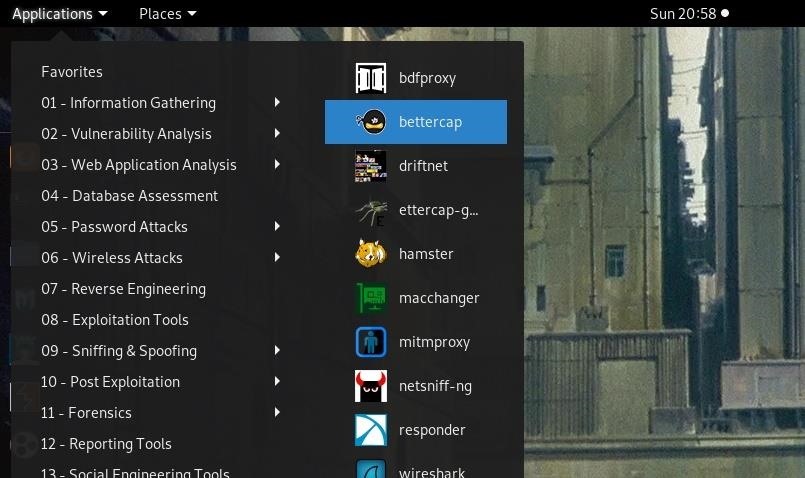 Applications Places Sun 20:58
Favorites
01 - Information Gathering
02 - Vulnerability Analysis
03 - Web Application Analysis
04 - Database Assessment
05 - Password Attacks
06 - Wireless Attacks
07 - Reverse Engineering
08 - Exploitation Tools
09 - Sniffing & Spoofing
10 - Post Exploitation
11 - Forensics
12 - Reporting Tools
13 - Social Engineering Tools
bdfproxy
bettercap
driftnet
ettercap-g...
hamster
macchanger
mitmproxy
netsniff-ng
responder
wireshark